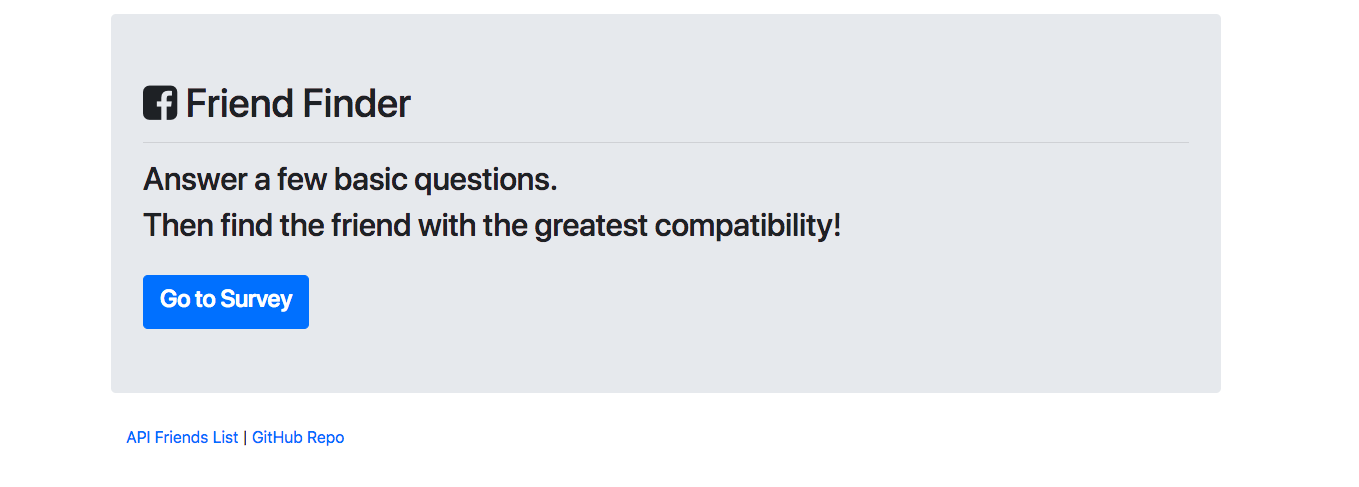 Friend Finder
Answer a few basic questions.
Then find the friend with the greatest compatibility!
Go to Survey
API Friends List | GitHub Repo